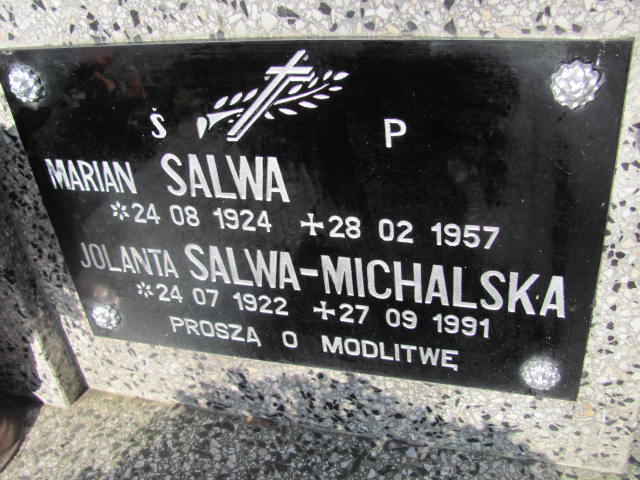 Ś P
MARIAN SALWA
*24 08 1924 +28 02 1957
JOLANTA SALWA-MICHALSKA
*24 07 1922 +27 09 1991
PROSZĄ O MODLITWĘ